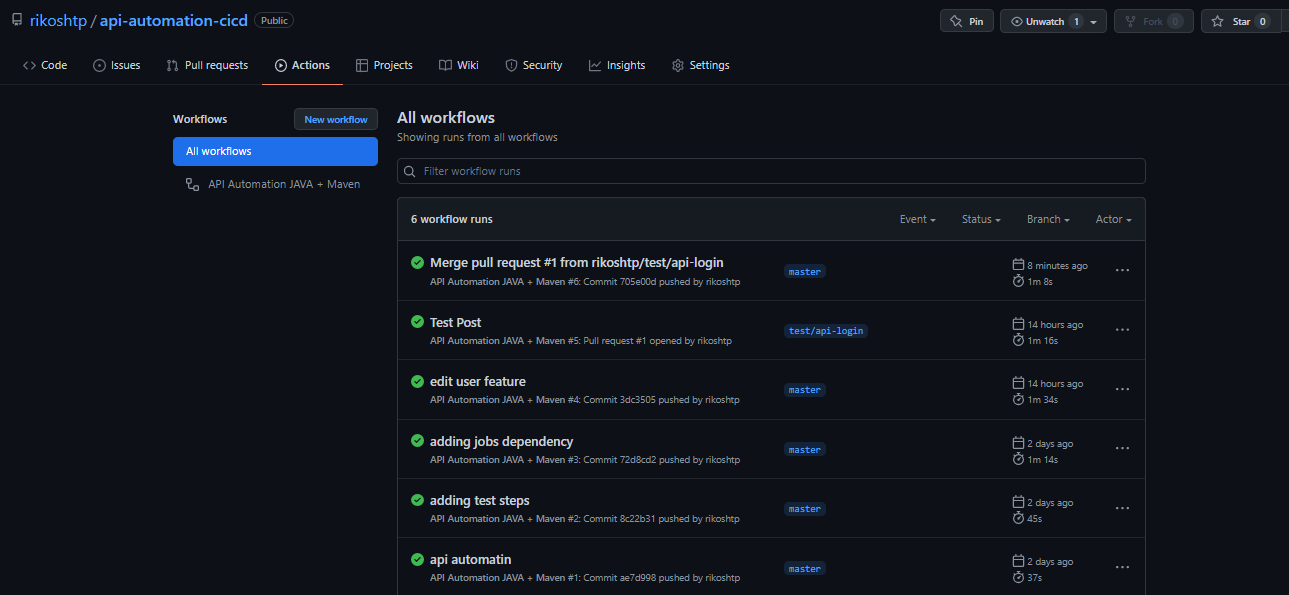 rikoshtp / api-automation-cicd Public
Pin Unwatch 1 Fork 0 Star 0
Code Issues Pull requests Actions Projects Wiki Security Insights Settings
Workflows New workflow
All workflows
API Automation JAVA + Maven
All workflows
Showing runs from all workflows
Filter workflow runs
6 workflow runs Event Status Branch Actor
Merge pull request #1 from rikoshtp/test/api-login
API Automation JAVA + Maven #6: Commit 705e00d pushed by rikoshtp
master
8 minutes ago
1m 8s
Test Post
API Automation JAVA + Maven #5: Pull request #1 opened by rikoshtp
test/api-login
14 hours ago
1m 16s
edit user feature
API Automation JAVA + Maven #4: Commit 3dc3505 pushed by rikoshtp
master
14 hours ago
1m 34s
adding jobs dependency
API Automation JAVA + Maven #3: Commit 72d8cd2 pushed by rikoshtp
master
2 days ago
1m 14s
adding test steps
API Automation JAVA + Maven #2: Commit 8c22b31 pushed by rikoshtp
master
2 days ago
45s
api automatin
API Automation JAVA + Maven #1: Commit ae7d998 pushed by rikoshtp
master
2 days ago
37s